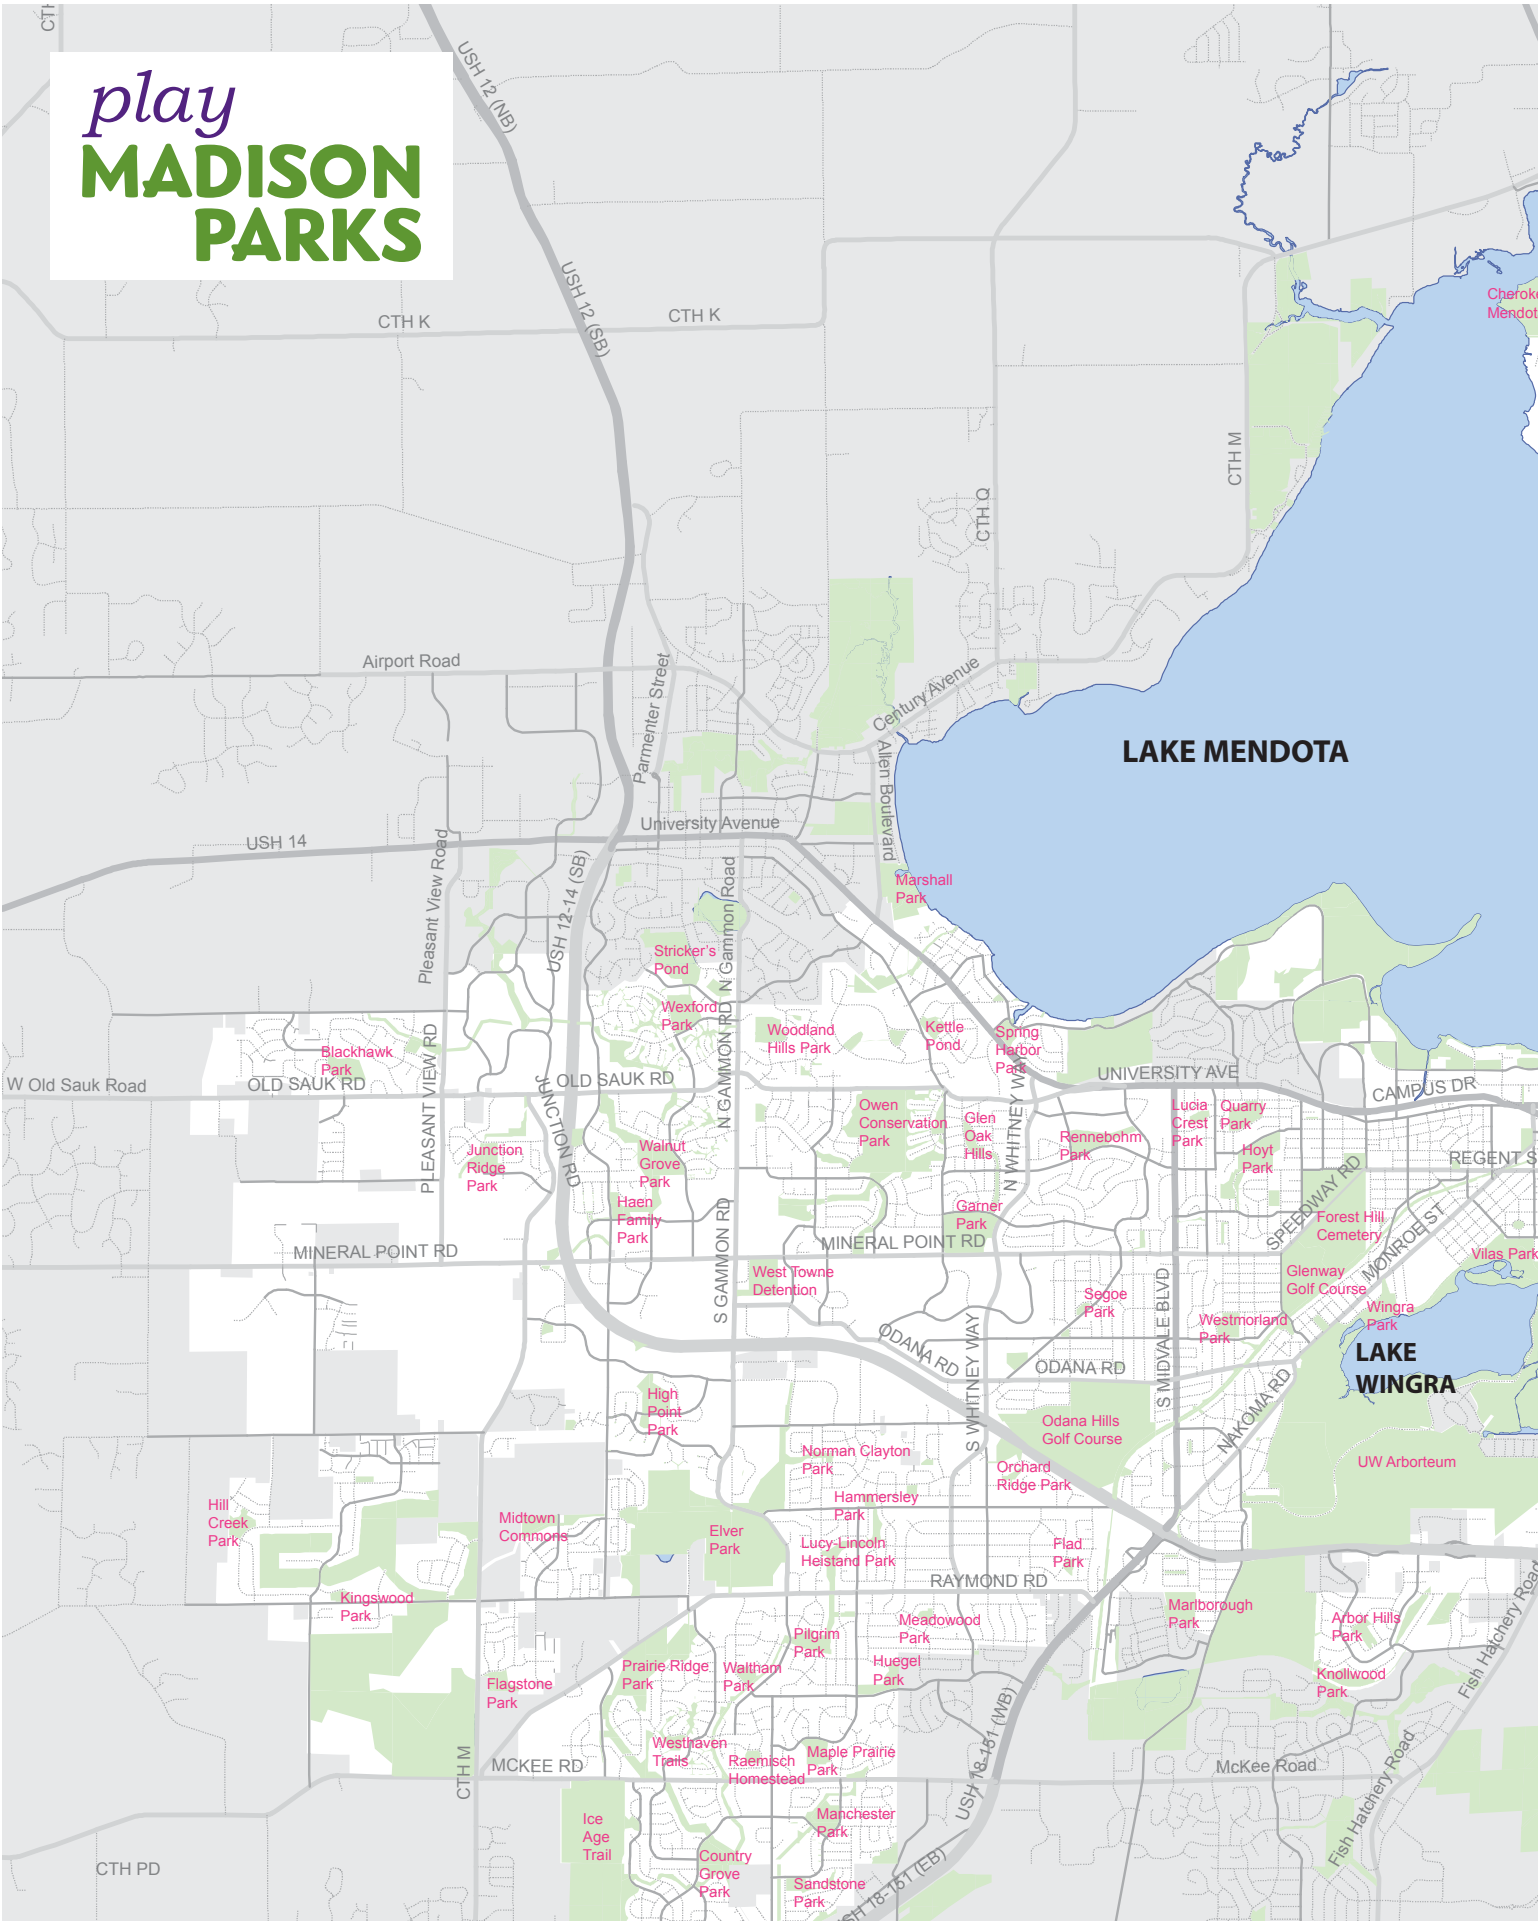 CTH
play
MADISON
PARKS
USH 12 (NB)
USH 12 (SB)
CTH K
CTH K
CTH M
CTH Q
Airport Road
Parmenter Street
Century Avenue
Allen Boulevard
LAKE MENDOTA
University Avenue
USH 14
Pleasant View Road
USH 12-14 (SB)
N Gammon Road
Marshall
Park
Stricker's
Pond
Wexford
Park
Woodland
Hills Park
Kettle
Pond
Spring
Harbor
Park
Blackhawk
Park
W Old Sauk Road
OLD SAUK RD
OLD SAUK RD
PLEASANT VIEW RD
JUNCTION RD
N GAMMON RD
N GAMMON RD
UNIVERSITY AVE
CAMPUS DR
N WHITNEY WAY
Owen
Conservation
Park
Glen
Oak
Hills
Rennebohm
Park
Lucia
Crest
Park
Quarry
Park
Hoyt
Park
REGENT S
Junction
Ridge
Park
Walnut
Grove
Park
Haen
Family
Park
Garner
Park
SPEEDWAY RD
Forest Hill
Cemetery
MONROE ST
Vilas Park
MINERAL POINT RD
MINERAL POINT RD
S GAMMON RD
West Towne
Detention
Segoe
Park
S MIDVALE BLVD
Glenway
Golf Course
Westmorland
Park
Wingra
Park
LAKE
WINGRA
ODANA RD
ODANA RD
S WHITNEY WAY
NAKOMA RD
High
Point
Park
Odana Hills
Golf Course
Norman Clayton
Park
Orchard
Ridge Park
UW Arborteum
Hill
Creek
Park
Midtown
Commons
Elver
Park
Hammersley
Park
Lucy-Lincoln
Heistand Park
Flad
Park
RAYMOND RD
Kingswood
Park
Marlborough
Park
Arbor Hills
Park
Meadowood
Park
Pilgrim
Park
Huegel
Park
Prairie Ridge
Park
Waltham
Park
Flagstone
Park
Knollwood
Park
Fish Hatchery Road
USH 18-151 (WB)
Westhaven
Trails
Raemisch
Homestead
Maple Prairie
Park
CTH M
MCKEE RD
McKee Road
Fish Hatchery Road
Ice
Age
Trail
Manchester
Park
Country
Grove
Park
Sandstone
Park
CTH PD
SH 18-151 (EB)